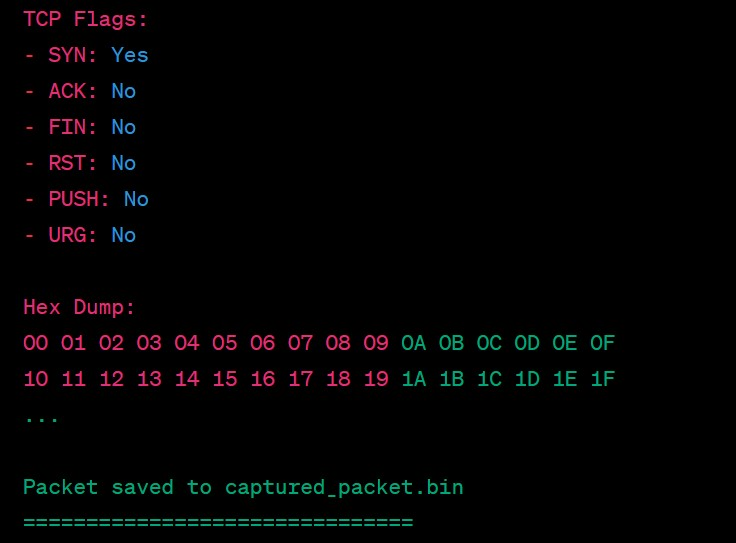 TCP Flags:
- SYN: Yes
- ACK: No
- FIN: No
- RST: No
- PUSH: No
- URG: No
Hex Dump:
00 01 02 03 04 05 06 07 08 09 0A 0B 0C 0D 0E 0F
10 11 12 13 14 15 16 17 18 19 1A 1B 1C 1D 1E 1F
...
Packet saved to captured_packet.bin
===============================